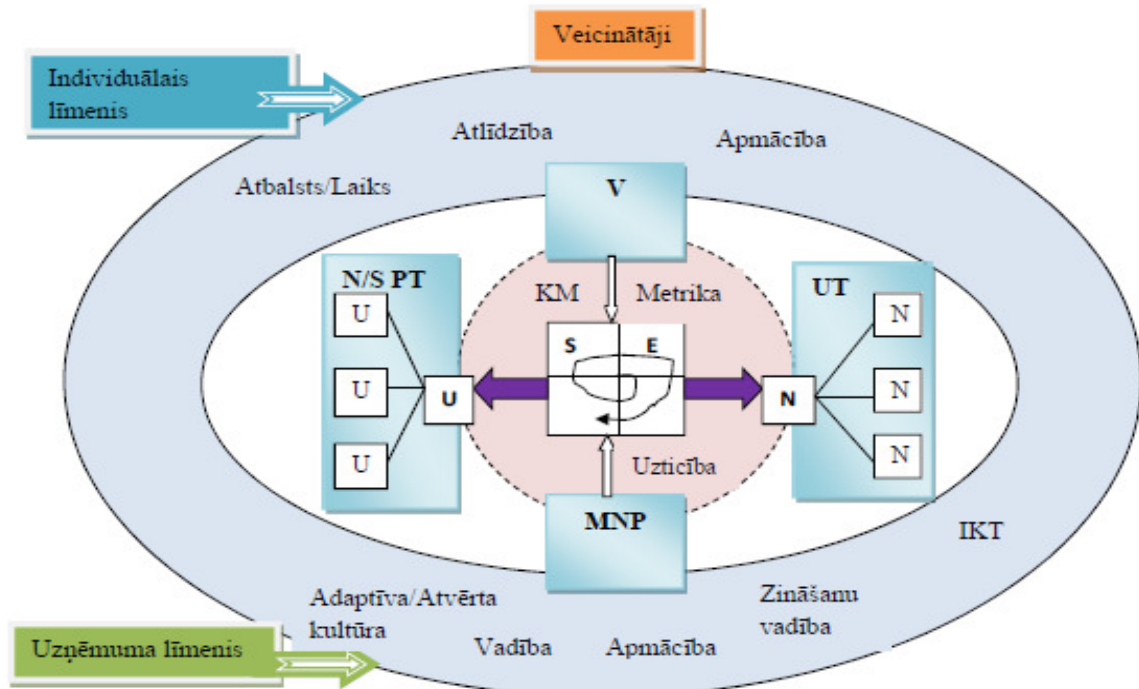 Veicinātāji
Individuālais
līmenis
Atlīdzība
Apmācība
Atbalsts/Laiks
V
N/S PT
UT
KM
Metrika
U
N
S
E
U
N
U
N
U
N
Uzticība
MNP
IKT
Adaptīva/Atvērta
kultūra
Zināšanu
vadība
Vadība
Apmācība
Uzņēmuma līmenis